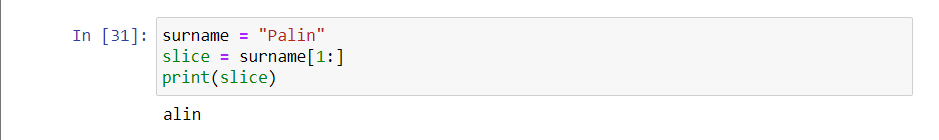 In [31]: surname = "Palin"
slice = surname[1:]
print(slice)
alin